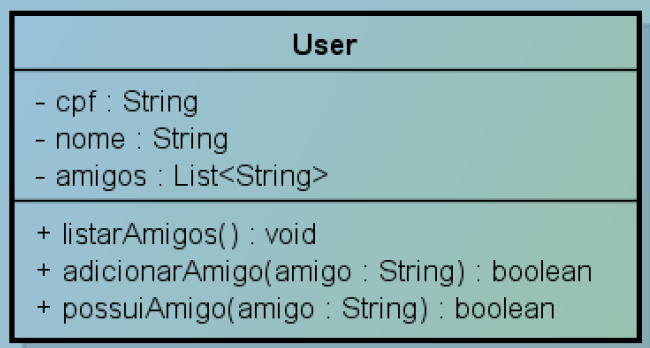 User
- cpf : String
- nome : String
- amigos : List<String>
+ listarAmigos() : void
+ adicionarAmigo(amigo : String) : boolean
+ possuiAmigo(amigo : String) : boolean